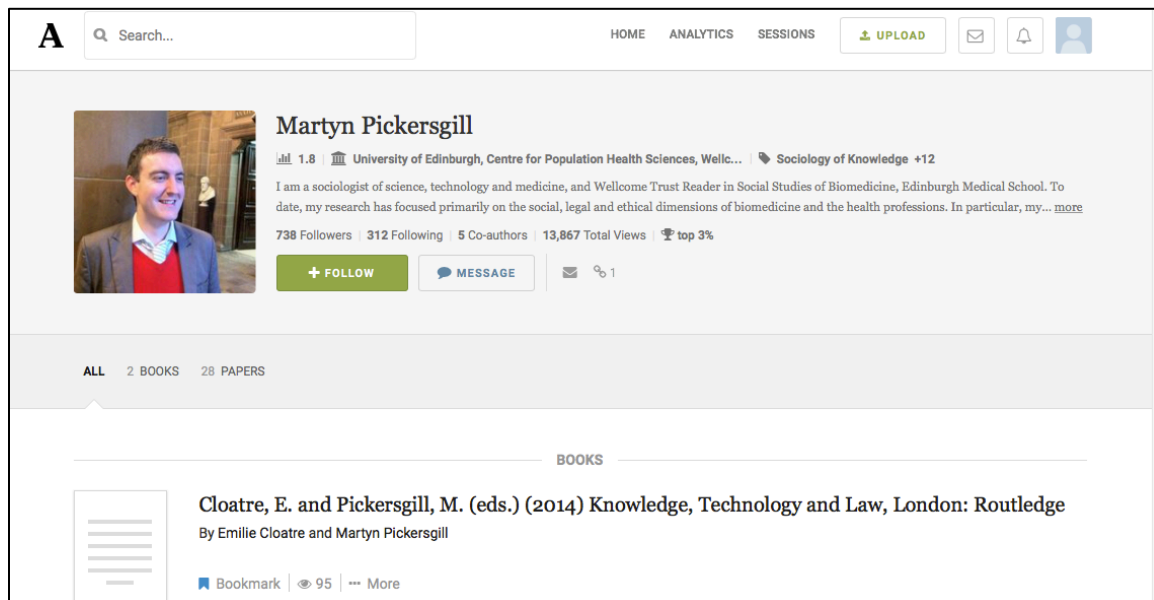 A Search... HOME ANALYTICS SESSIONS UPLOAD
Martyn Pickersgill
1.8 University of Edinburgh, Centre for Population Health Sciences, Wellc... Sociology of Knowledge +12
I am a sociologist of science, technology and medicine, and Wellcome Trust Reader in Social Studies of Biomedicine, Edinburgh Medical School. To
date, my research has focused primarily on the social, legal and ethical dimensions of biomedicine and the health professions. In particular, my... more
738 Followers 312 Following 5 Co-authors 13,867 Total Views top 3%
+ FOLLOW MESSAGE 1
ALL 2 BOOKS 28 PAPERS
BOOKS
Cloatre, E. and Pickersgill, M. (eds.) (2014) Knowledge, Technology and Law, London: Routledge
By Emilie Cloatre and Martyn Pickersgill
Bookmark 95 ••• More